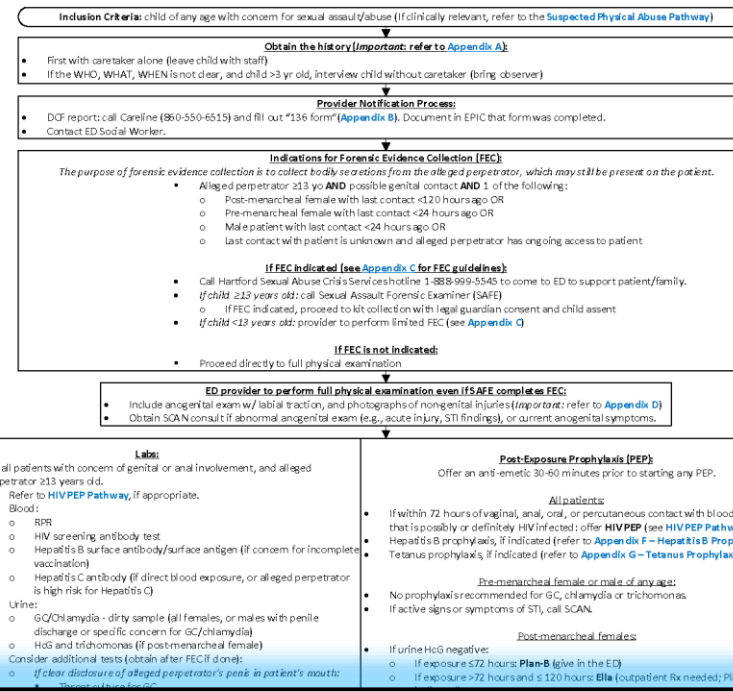 Inclusion Criteria: child of any age with concern for sexual assault/abuse (If clinically relevant, refer to the Suspected Physical Abuse Pathway)
Obtain the history (Important: refer to Appendix A):
• First with caretaker alone (leave child with staff)
• If the WHO, WHAT, WHEN is not clear, and child >3 yr old, interview child without caretaker (bring observer)
Provider Notification Process:
• DCF report: call Careline (860-550-6515) and fill out "136 form"(Appendix B). Document in EPIC that form was completed.
• Contact ED Social Worker.
Indications for Forensic Evidence Collection (FEC):
The purpose of forensic evidence collection is to collect bodily secretions from the alleged perpetrator, which may still be present on the patient.
• Alleged perpetrator ≥13 yo AND possible genital contact AND 1 of the following:
o Post-menarcheal female with last contact <120 hours ago OR
o Pre-menarcheal female with last contact <24 hours ago OR
o Male patient with last contact <24 hours ago OR
o Last contact with patient is unknown and alleged perpetrator has ongoing access to patient
If FEC indicated (see Appendix C for FEC guidelines):
• Call Hartford Sexual Abuse Crisis Services hotline 1-888-999-5545 to come to ED to support patient/family.
• If child ≥13 years old: call Sexual Assault Forensic Examiner (SAFE)
o If FEC indicated, proceed to kit collection with legal guardian consent and child assent
• If child <13 years old: provider to perform limited FEC (see Appendix C)
If FEC is not indicated:
• Proceed directly to full physical examination
ED provider to perform full physical examination even if SAFE completes FEC:
• Include anogenital exam w/ labial traction, and photographs of non-genital injuries (Important: refer to Appendix D)
• Obtain SCAN consult if abnormal anogenital exam (e.g., acute injury, STI findings), or current anogenital symptoms.
Labs:
all patients with concern of genital or anal involvement, and alleged
petrator ≥13 years old.
Refer to HIV PEP Pathway, if appropriate.
Blood:
o RPR
o HIV screening antibody test
o Hepatitis B surface antibody/surface antigen (if concern for incomplete
vaccination)
o Hepatitis C antibody (if direct blood exposure, or alleged perpetrator
is high risk for Hepatitis C)
Urine:
o GC/Chlamydia - dirty sample (all females, or males with penile
discharge or specific concern for GC/chlamydia)
o HcG and trichomonas (if post-menarcheal female)
Consider additional tests (obtain after FEC if done):
o If clear disclosure of alleged perpetrator's penis in patient's mouth:
Throat culture for GC
Post-Exposure Prophylaxis (PEP):
Offer an anti-emetic 30-60 minutes prior to starting any PEP.
All patients:
• If within 72 hours of vaginal, anal, oral, or percutaneous contact with blood
that is possibly or definitely HIV infected: offer HIV PEP (see HIV PEP Pathw
• Hepatitis B prophylaxis, if indicated (refer to Appendix F – Hepatitis B Prop
• Tetanus prophylaxis, if indicated (refer to Appendix G – Tetanus Prophylax
Pre-menarcheal female or male of any age:
• No prophylaxis recommended for GC, chlamydia or trichomonas.
• If active signs or symptoms of STI, call SCAN.
Post-menarcheal females:
• If urine HcG negative:
o If exposure ≤72 hours: Plan-B (give in the ED)
o If exposure >72 hours and ≤ 120 hours: Ella (outpatient Rx needed; Pl